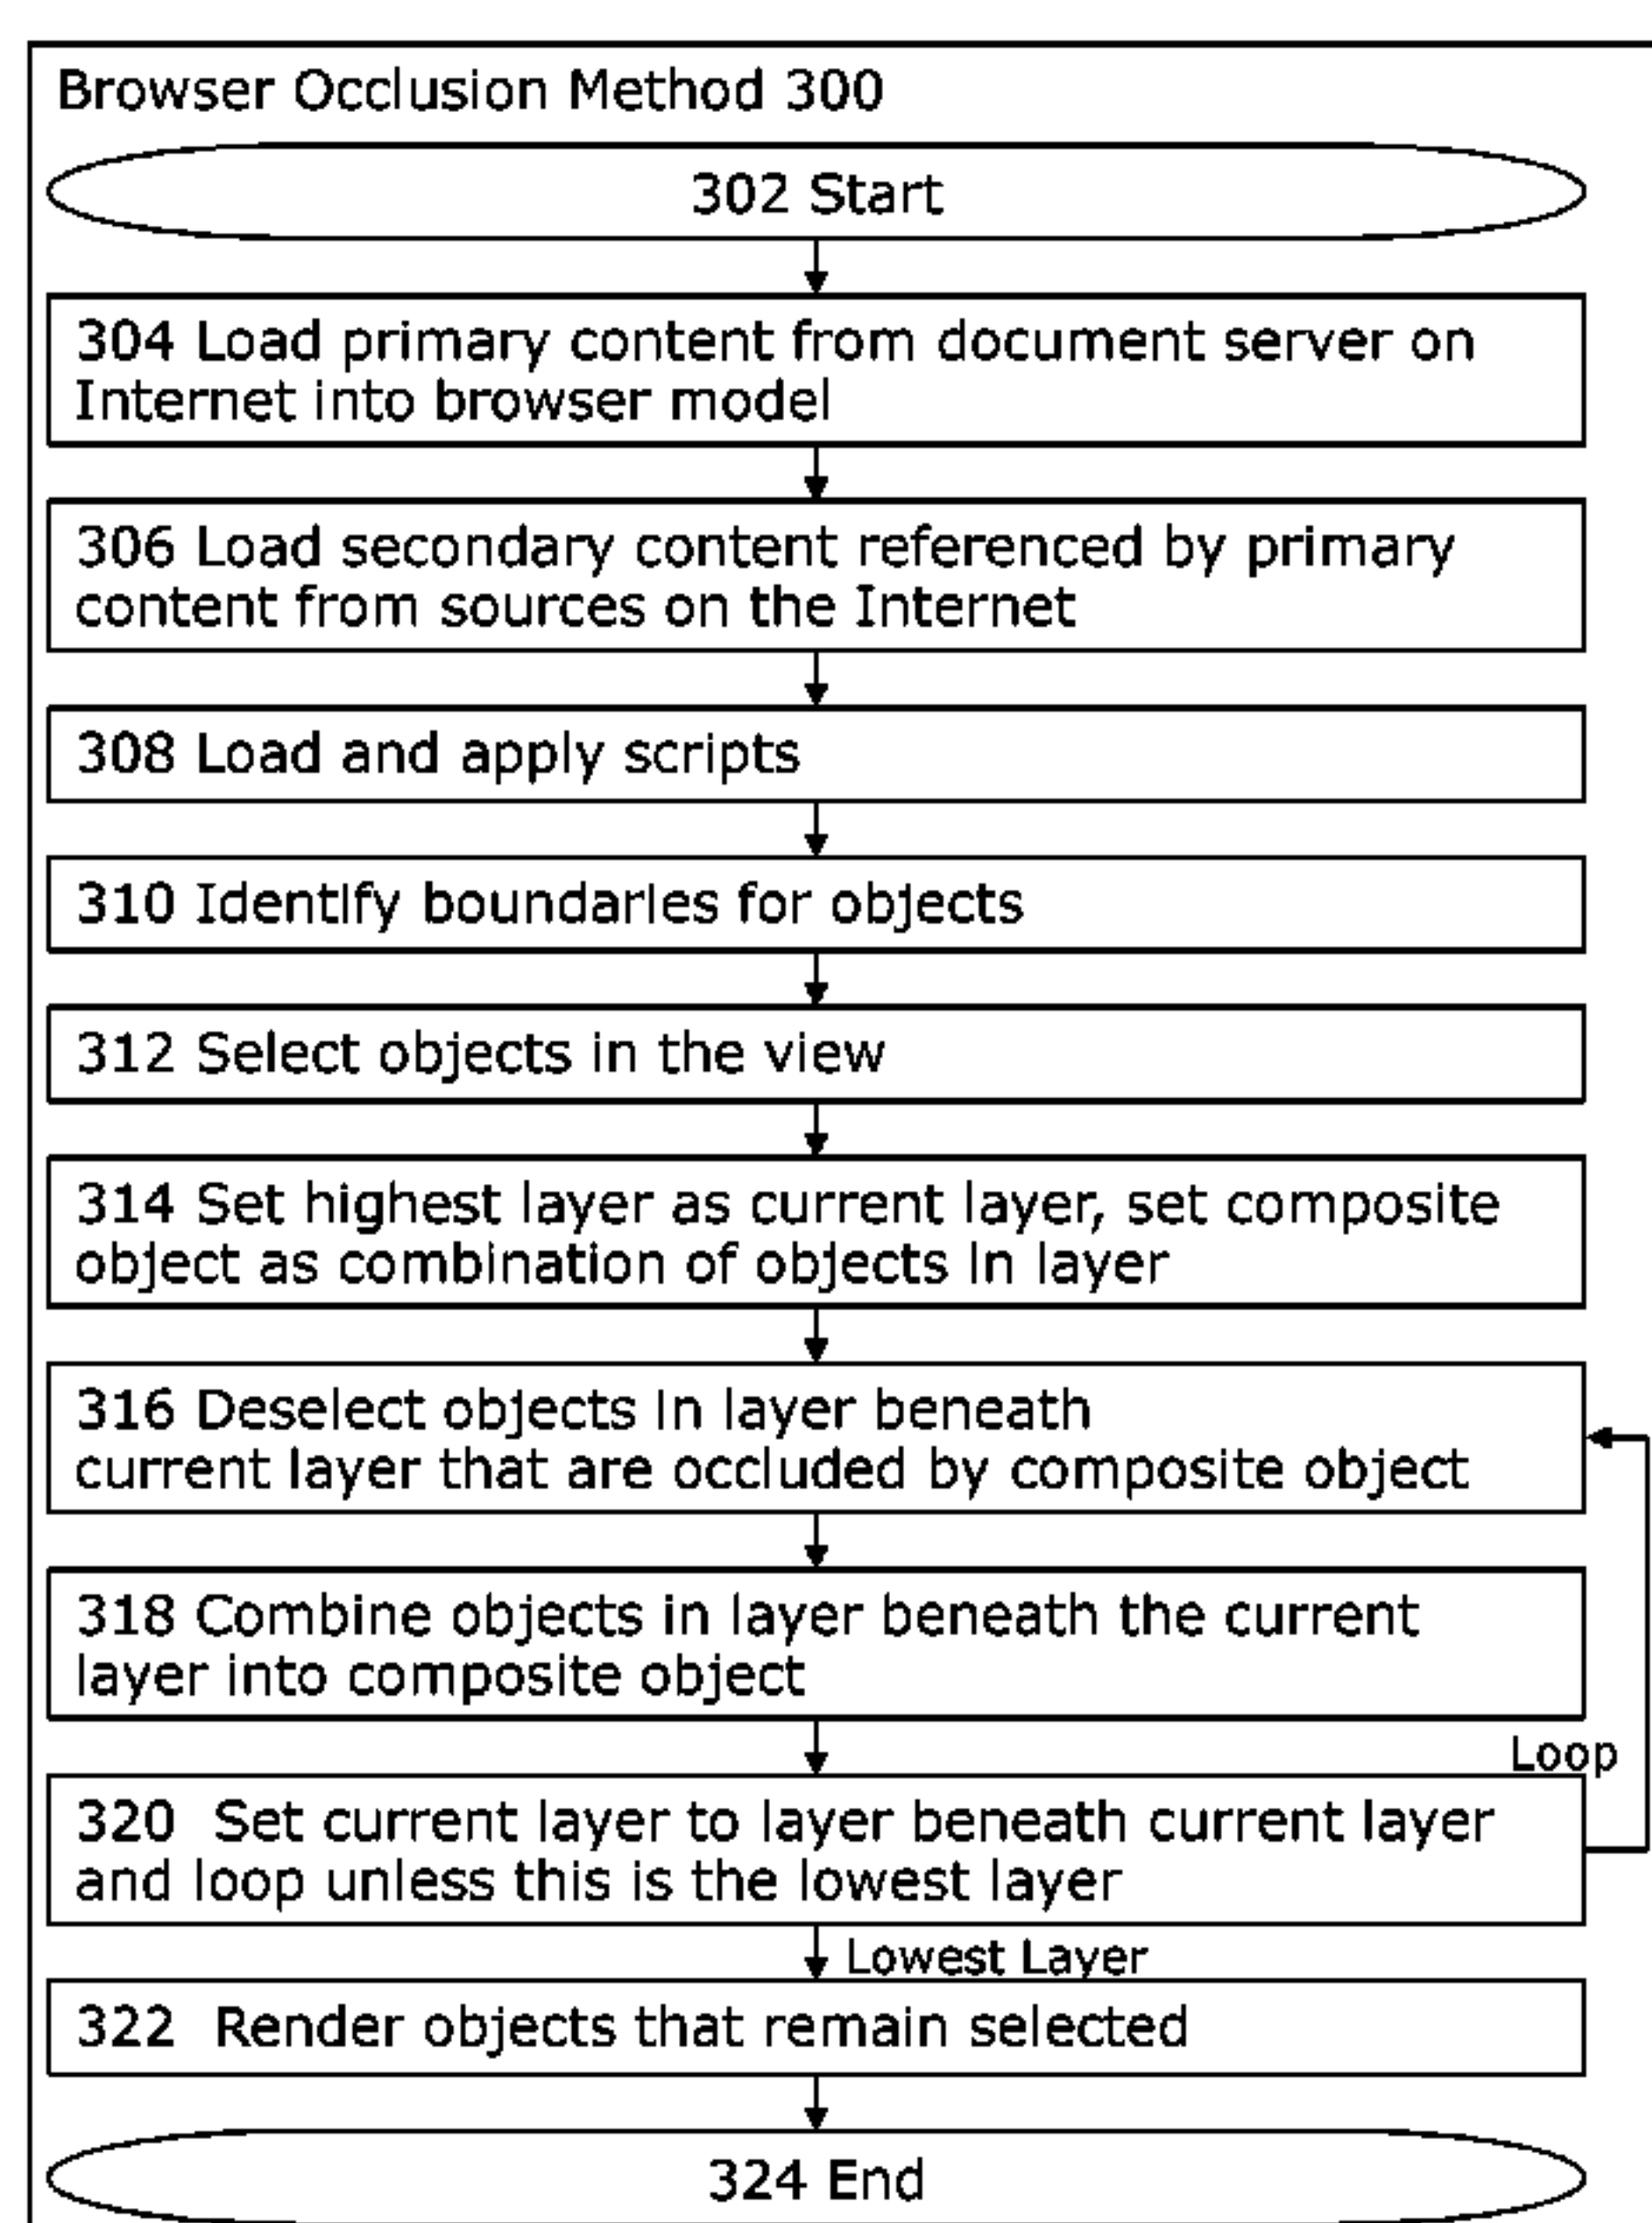 Browser Occlusion Method 300
302 Start
304 Load primary content from document server on
Internet into browser model
306 Load secondary content referenced by primary
content from sources on the Internet
308 Load and apply scripts
310 Identify boundaries for objects
312 Select objects in the view
314 Set highest layer as current layer, set composite
object as combination of objects in layer
316 Deselect objects in layer beneath
current layer that are occluded by composite object
318 Combine objects in layer beneath the current
layer into composite object
Loop
320 Set current layer to layer beneath current layer
and loop unless this is the lowest layer
Lowest Layer
322 Render objects that remain selected
324 End